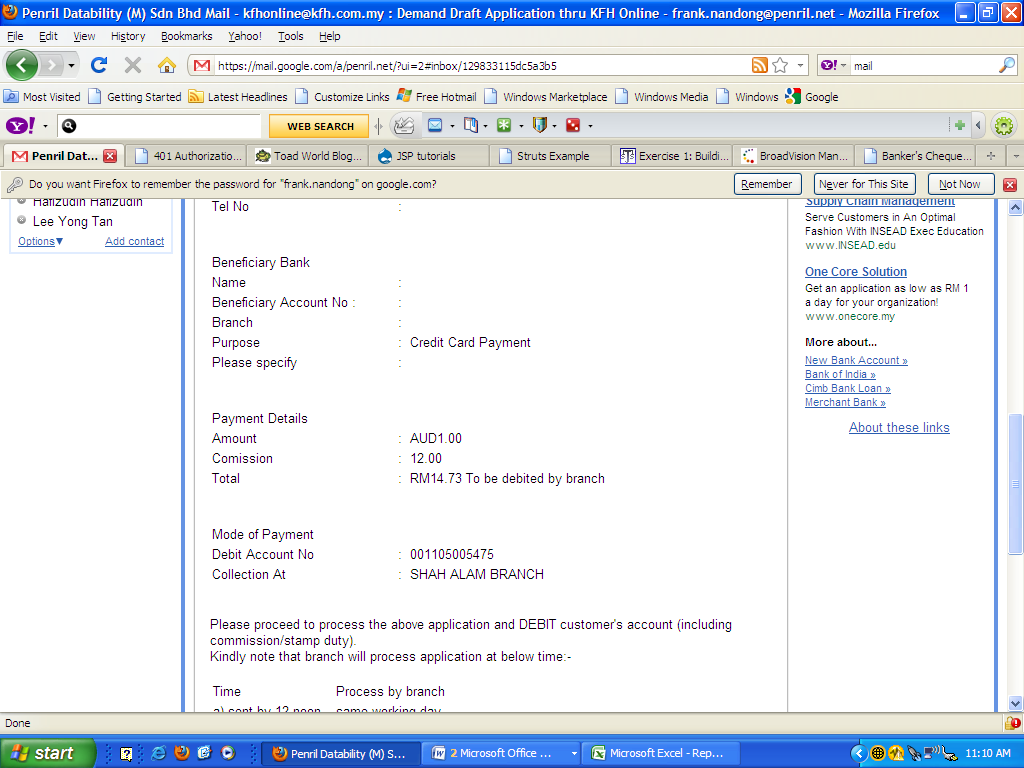 Penril Datability (M) Sdn Bhd Mail - kfhonline@kfh.com.my : Demand Draft Application thru KFH Online - frank.nandong@penril.net - Mozilla Firefox
File Edit View History Bookmarks Yahoo! Tools Help
https://mail.google.com/a/penril.net/?ui=2#inbox/129833115dc5a3b5
mail
Most Visited Getting Started Latest Headlines Customize Links Free Hotmail Windows Marketplace Windows Media Windows Google
Y! WEB SEARCH
Penril Dat... 401 Authorizatio... Toad World Blog... JSP tutorials Struts Example Exercise 1: Buildi... BroadVision Man... Banker's Cheque...
Do you want Firefox to remember the password for "frank.nandong" on google.com? Remember Never for This Site Not Now
Hafizudin Hafizudin
Lee Yong Tan
Options▼ Add contact
Tel No :
Beneficiary Bank
Name :
Beneficiary Account No : :
Branch :
Purpose : Credit Card Payment
Please specify :
Payment Details
Amount : AUD1.00
Comission : 12.00
Total : RM14.73 To be debited by branch
Mode of Payment
Debit Account No : 001105005475
Collection At : SHAH ALAM BRANCH
Please proceed to process the above application and DEBIT customer's account (including
commission/stamp duty).
Kindly note that branch will process application at below time:-
Time Process by branch
a) sent by 12 noon same working day
Supply Chain Management
Serve Customers in An Optimal
Fashion With INSEAD Exec Education
www.INSEAD.edu
One Core Solution
Get an application as low as RM 1
a day for your organization!
www.onecore.my
More about...
New Bank Account »
Bank of India »
Cimb Bank Loan »
Merchant Bank »
About these links
Done
start Penril Datability (M) S... 2 Microsoft Office ... Microsoft Excel - Rep... 11:10 AM